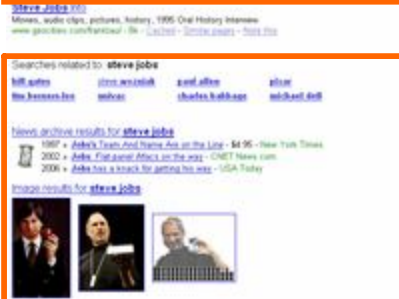 Steve Jobs Info
Movies, audio clips, pictures, history, 1995 Oral History Interview.
www.geocities.com/franksaul - 8k - Cached - Similar pages - Note this
Searches related to: steve jobs
bill gates steve wozniak paul allen pixar
tim berners-lee univac charles babbage michael dell
News archive results for steve jobs
1997 » Jobs's Team And Name Are on the Line - $4.95 - New York Times
2002 » Jobs: Flat-panel iMacs on the way - CNET News.com
2006 » Jobs has a knack for getting his way - USA Today
Image results for steve jobs